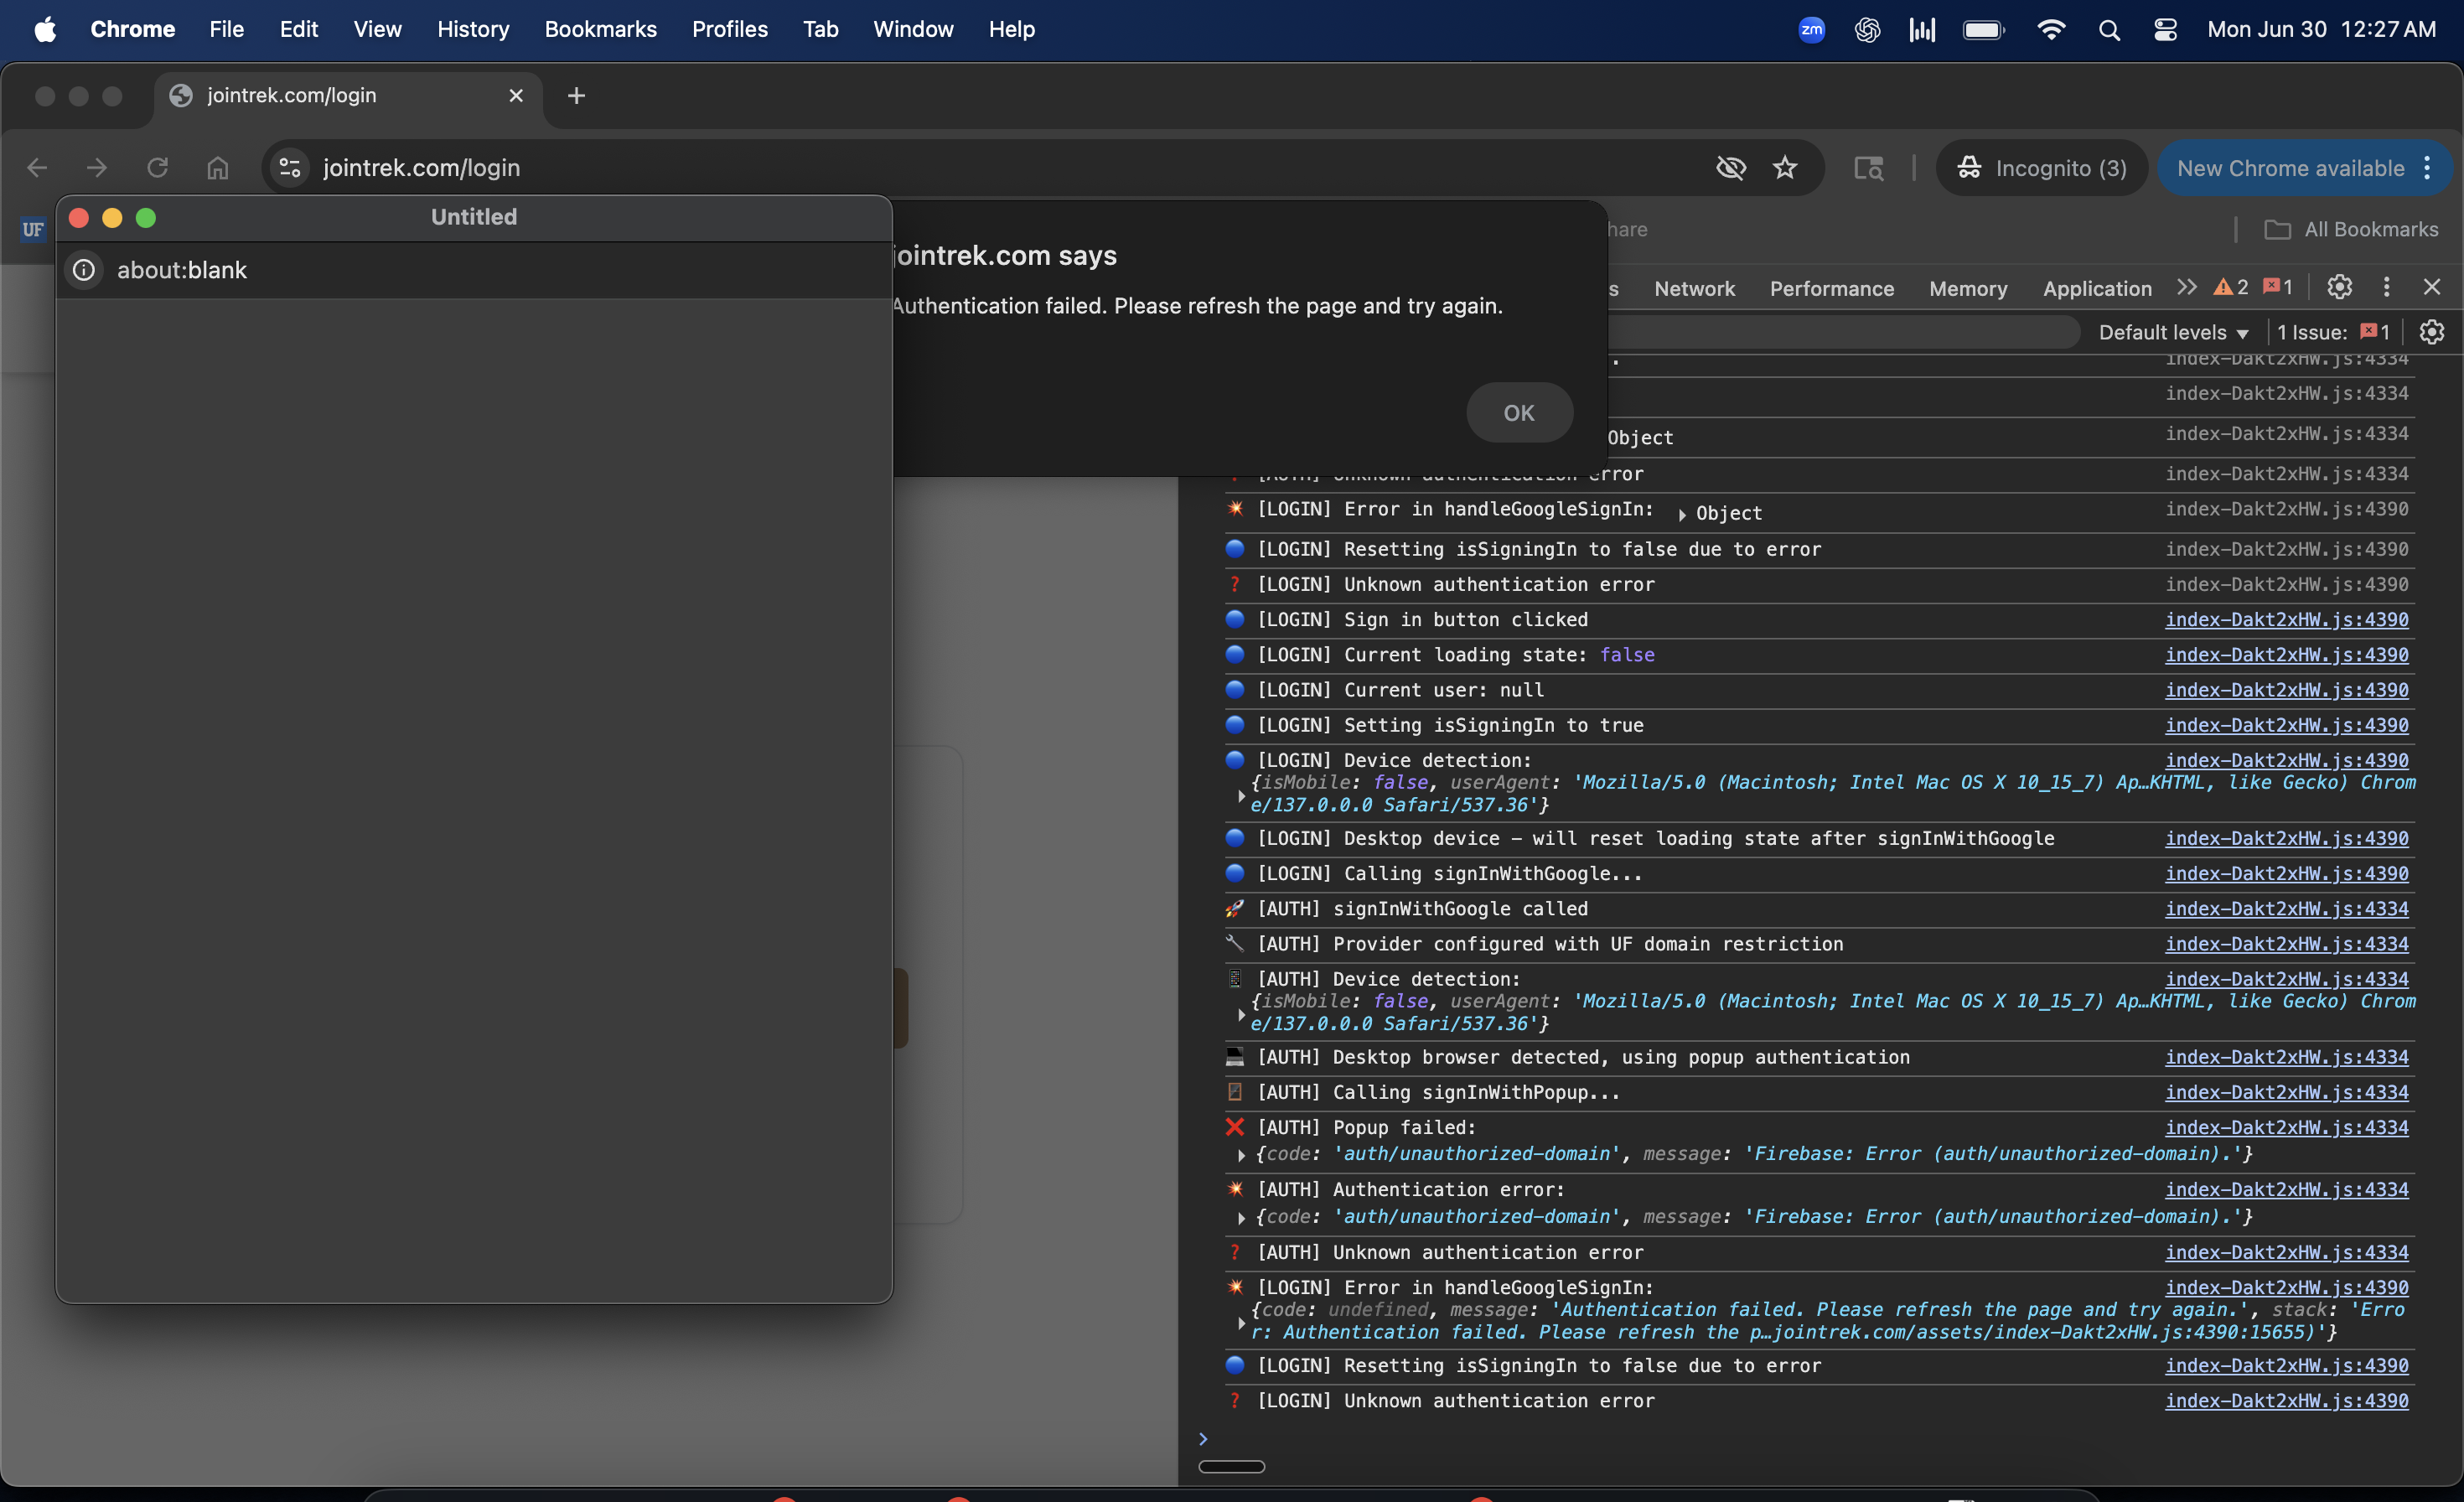 Chrome File Edit View History Bookmarks Profiles Tab Window Help zm Mon Jun 30 12:27 AM
jointrek.com/login
jointrek.com/login Incognito (3) New Chrome available
UF hare All Bookmarks
Untitled
about:blank
jointrek.com says
Authentication failed. Please refresh the page and try again.
OK
s Network Performance Memory Application 2 1
Default levels 1 Issue: 1
. index-Dakt2xHW.js:4334
index-Dakt2xHW.js:4334
Object index-Dakt2xHW.js:4334
[AUTH] Unknown authentication error index-Dakt2xHW.js:4334
[LOGIN] Error in handleGoogleSignIn: Object index-Dakt2xHW.js:4390
[LOGIN] Resetting isSigningIn to false due to error index-Dakt2xHW.js:4390
? [LOGIN] Unknown authentication error index-Dakt2xHW.js:4390
[LOGIN] Sign in button clicked index-Dakt2xHW.js:4390
[LOGIN] Current loading state: false index-Dakt2xHW.js:4390
[LOGIN] Current user: null index-Dakt2xHW.js:4390
[LOGIN] Setting isSigningIn to true index-Dakt2xHW.js:4390
[LOGIN] Device detection: index-Dakt2xHW.js:4390
{isMobile: false, userAgent: 'Mozilla/5.0 (Macintosh; Intel Mac OS X 10_15_7) Ap…KHTML, like Gecko) Chrom
e/137.0.0.0 Safari/537.36'}
[LOGIN] Desktop device – will reset loading state after signInWithGoogle index-Dakt2xHW.js:4390
[LOGIN] Calling signInWithGoogle... index-Dakt2xHW.js:4390
[AUTH] signInWithGoogle called index-Dakt2xHW.js:4334
[AUTH] Provider configured with UF domain restriction index-Dakt2xHW.js:4334
[AUTH] Device detection: index-Dakt2xHW.js:4334
{isMobile: false, userAgent: 'Mozilla/5.0 (Macintosh; Intel Mac OS X 10_15_7) Ap…KHTML, like Gecko) Chrom
e/137.0.0.0 Safari/537.36'}
[AUTH] Desktop browser detected, using popup authentication index-Dakt2xHW.js:4334
[AUTH] Calling signInWithPopup... index-Dakt2xHW.js:4334
[AUTH] Popup failed: index-Dakt2xHW.js:4334
{code: 'auth/unauthorized-domain', message: 'Firebase: Error (auth/unauthorized-domain).'}
[AUTH] Authentication error: index-Dakt2xHW.js:4334
{code: 'auth/unauthorized-domain', message: 'Firebase: Error (auth/unauthorized-domain).'}
? [AUTH] Unknown authentication error index-Dakt2xHW.js:4334
[LOGIN] Error in handleGoogleSignIn: index-Dakt2xHW.js:4390
{code: undefined, message: 'Authentication failed. Please refresh the page and try again.', stack: 'Erro
r: Authentication failed. Please refresh the p…jointrek.com/assets/index-Dakt2xHW.js:4390:15655)'}
[LOGIN] Resetting isSigningIn to false due to error index-Dakt2xHW.js:4390
? [LOGIN] Unknown authentication error index-Dakt2xHW.js:4390